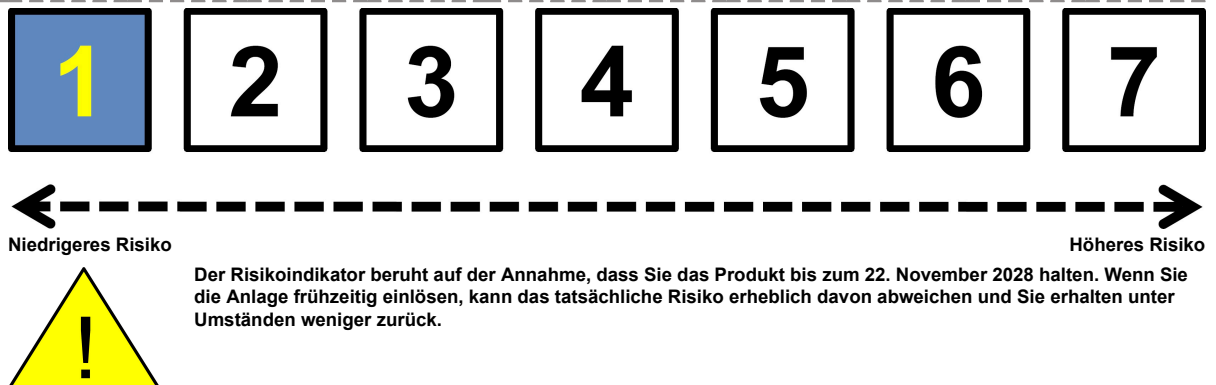 1 2 3 4 5 6 7
Niedrigeres Risiko Höheres Risiko
Der Risikoindikator beruht auf der Annahme, dass Sie das Produkt bis zum 22. November 2028 halten. Wenn Sie
die Anlage frühzeitig einlösen, kann das tatsächliche Risiko erheblich davon abweichen und Sie erhalten unter
Umständen weniger zurück.
!